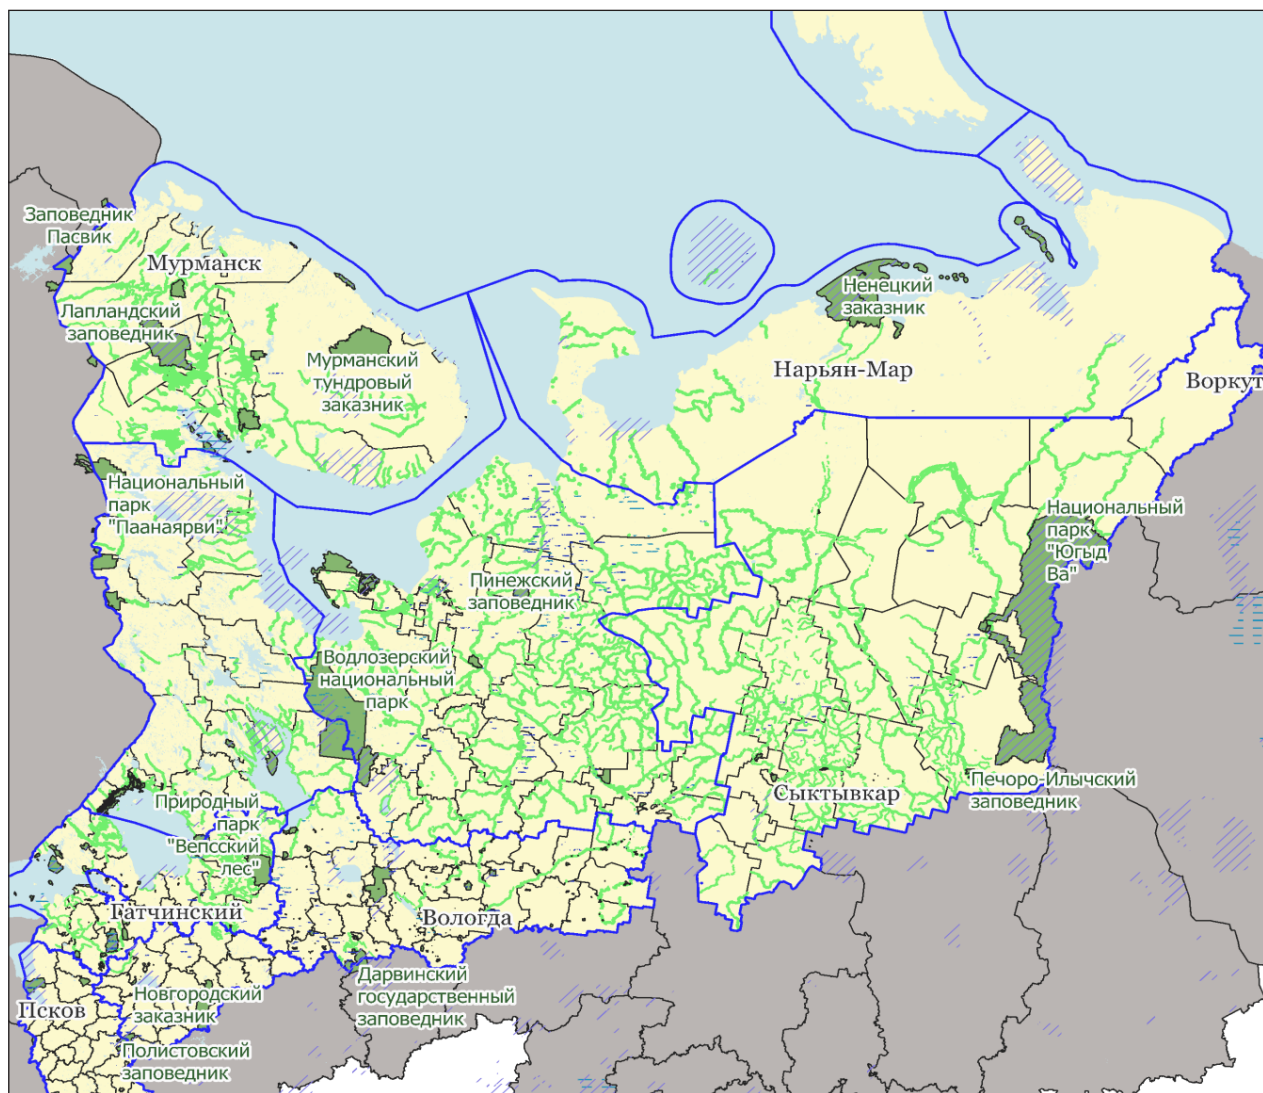 Заповедник
Пасвик
Мурманск
Лапландский
заповедник
Мурманский
тундровый
заказник
Ненецкий
заказник
Нарьян-Мар
Воркут
Национальный
парк
"Паанаярви"
Национальный
парк
"Югыд
Ва"
Пинежский
заповедник
Водлозерский
национальный
парк
Печоро-Илычский
заповедник
Сыктывкар
Природный
парк
"Вепсский
лес"
Гатчинский
Вологда
Дарвинский
государственный
заповедник
Новгородский
заказник
Псков
Полистовский
заповедник